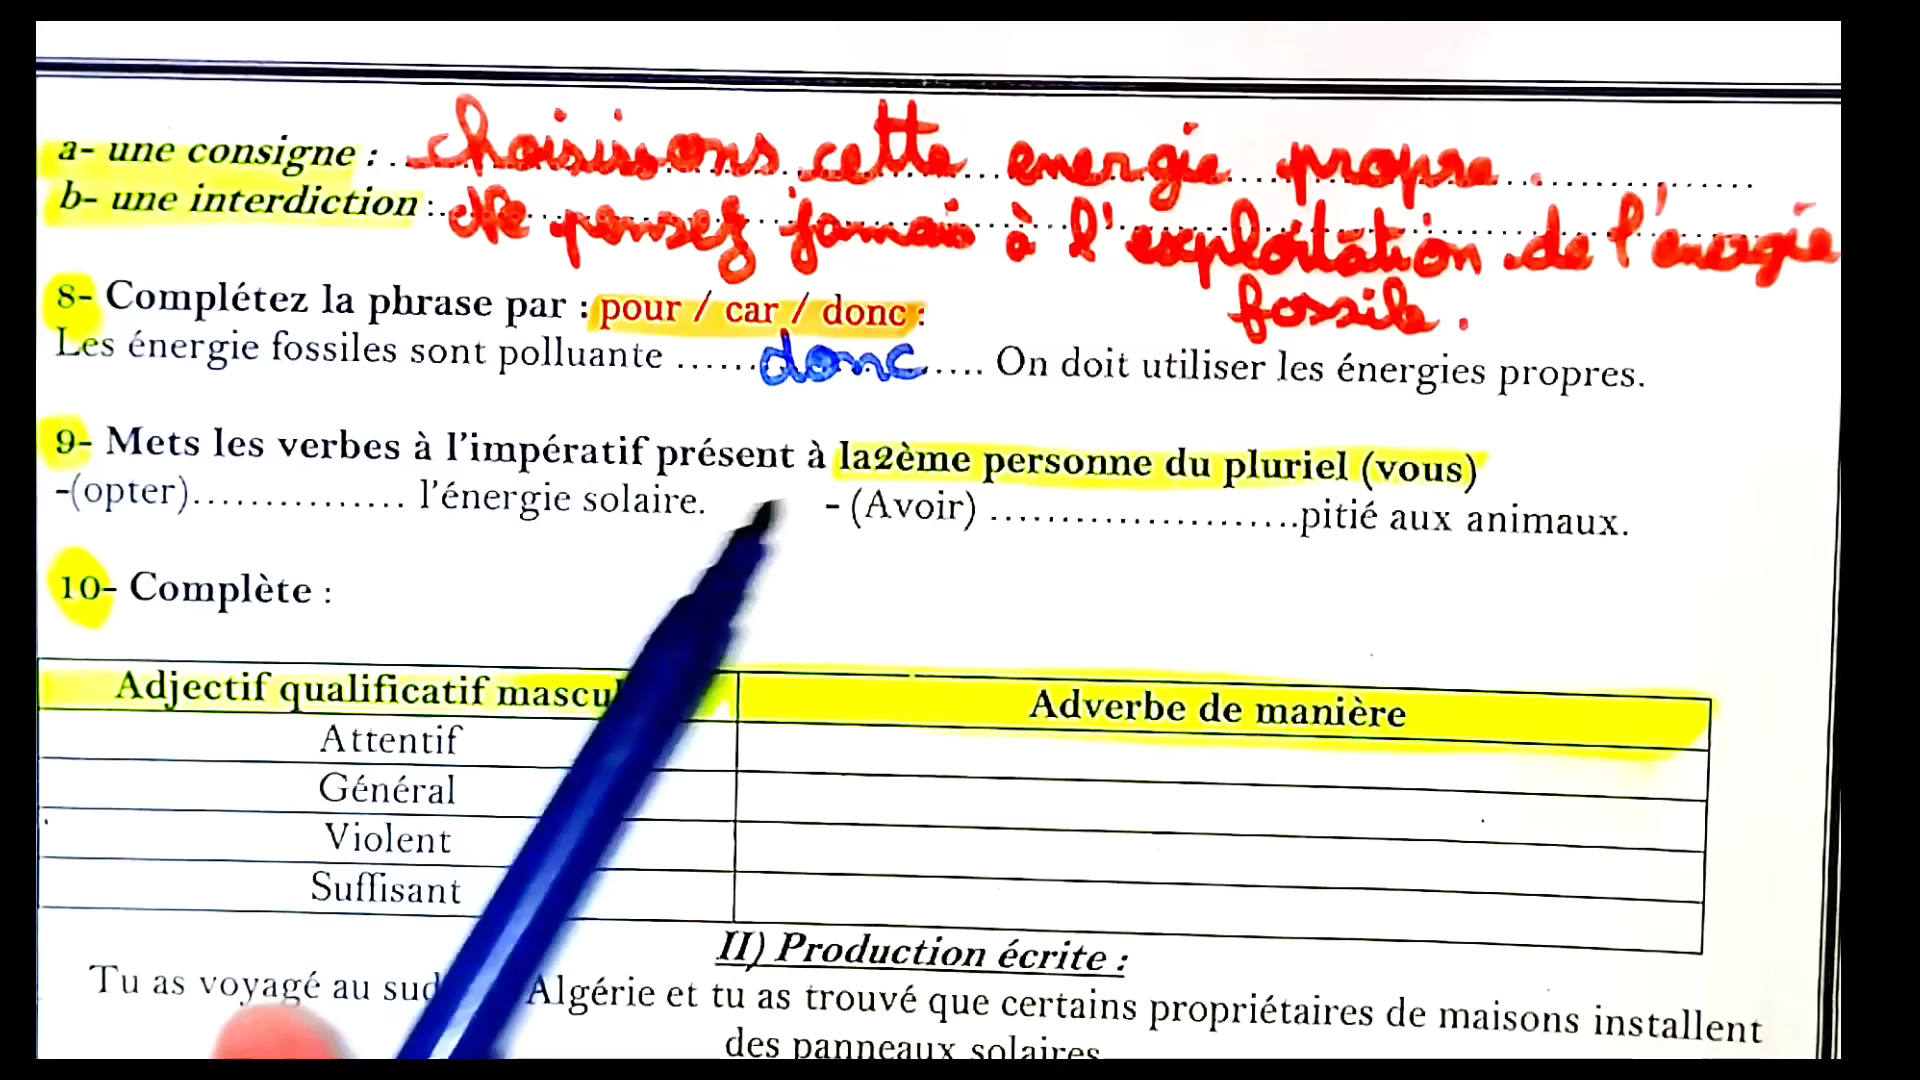 a- une consigne : .. choisissons cette energie propre. ..........
b- une interdiction : Ne pensez jamais à l'exploitation de l'énergie
fossile.
8- Complétez la phrase par : pour / car / donc :
Les énergie fossiles sont polluante ...... donc ..... On doit utiliser les énergies propres.
9- Mets les verbes à l'impératif présent à la2ème personne du pluriel (vous)
-(opter)............... l'énergie solaire. - (Avoir) ......................pitié aux animaux.
10- Complète :
Adjectif qualificatif mascu Adverbe de manière
Attentif
Général
Violent
Suffisant
II) Production écrite :
Tu as voyagé au sud Algérie et tu as trouvé que certains propriétaires de maisons installent
des panneaux solaires